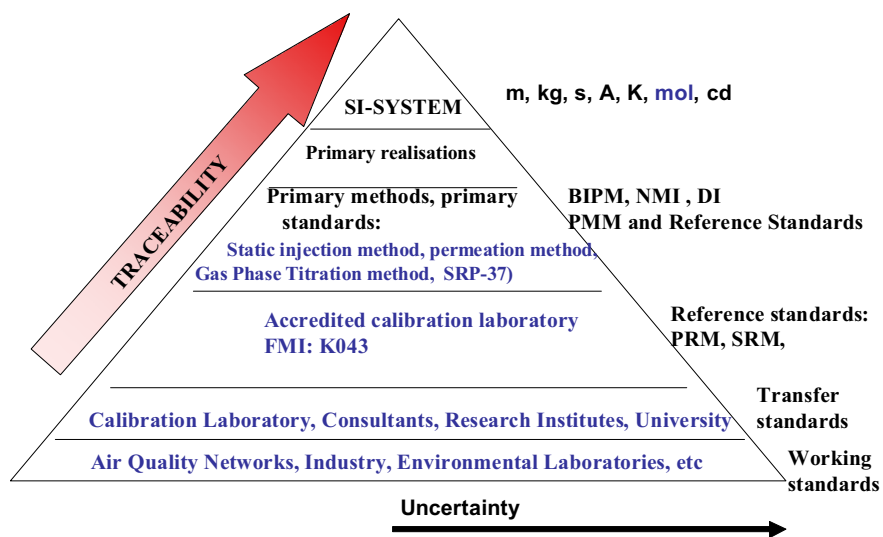 m, kg, s, A, K, mol, cd
SI-SYSTEM
TRACEABILITY
Primary realisations
Primary methods, primary
standards:
BIPM, NMI , DI
PMM and Reference Standards
Static injection method, permeation method,
Gas Phase Titration method, SRP-37)
Accredited calibration laboratory
FMI: K043
Reference standards:
PRM, SRM,
Calibration Laboratory, Consultants, Research Institutes, University
Transfer
standards
Air Quality Networks, Industry, Environmental Laboratories, etc
Working
standards
Uncertainty